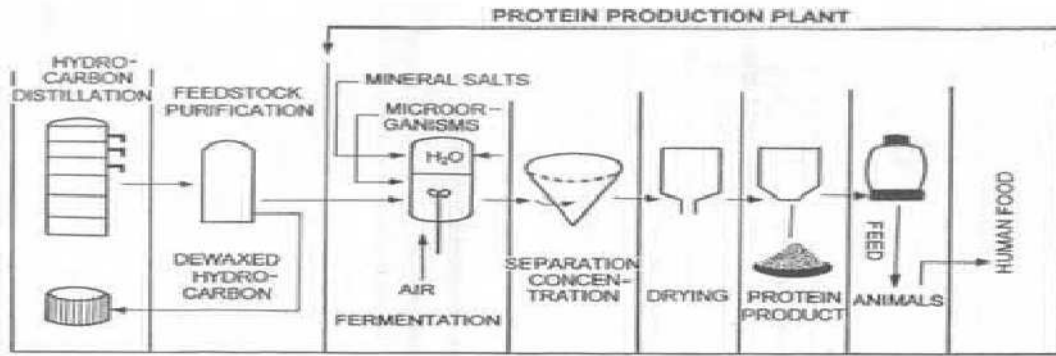 PROTEIN PRODUCTION PLANT
HYDRO-
CARBON
DISTILLATION
FEEDSTOCK
PURIFICATION
MINERAL SALTS
MICROOR-
GANISMS
H₂O
DEWAXED
HYDRO-
CARBON
AIR
FERMENTATION
SEPARATION
CONCEN-
TRATION
DRYING
PROTEIN
PRODUCT
FEED
ANIMALS
HUMAN FOOD